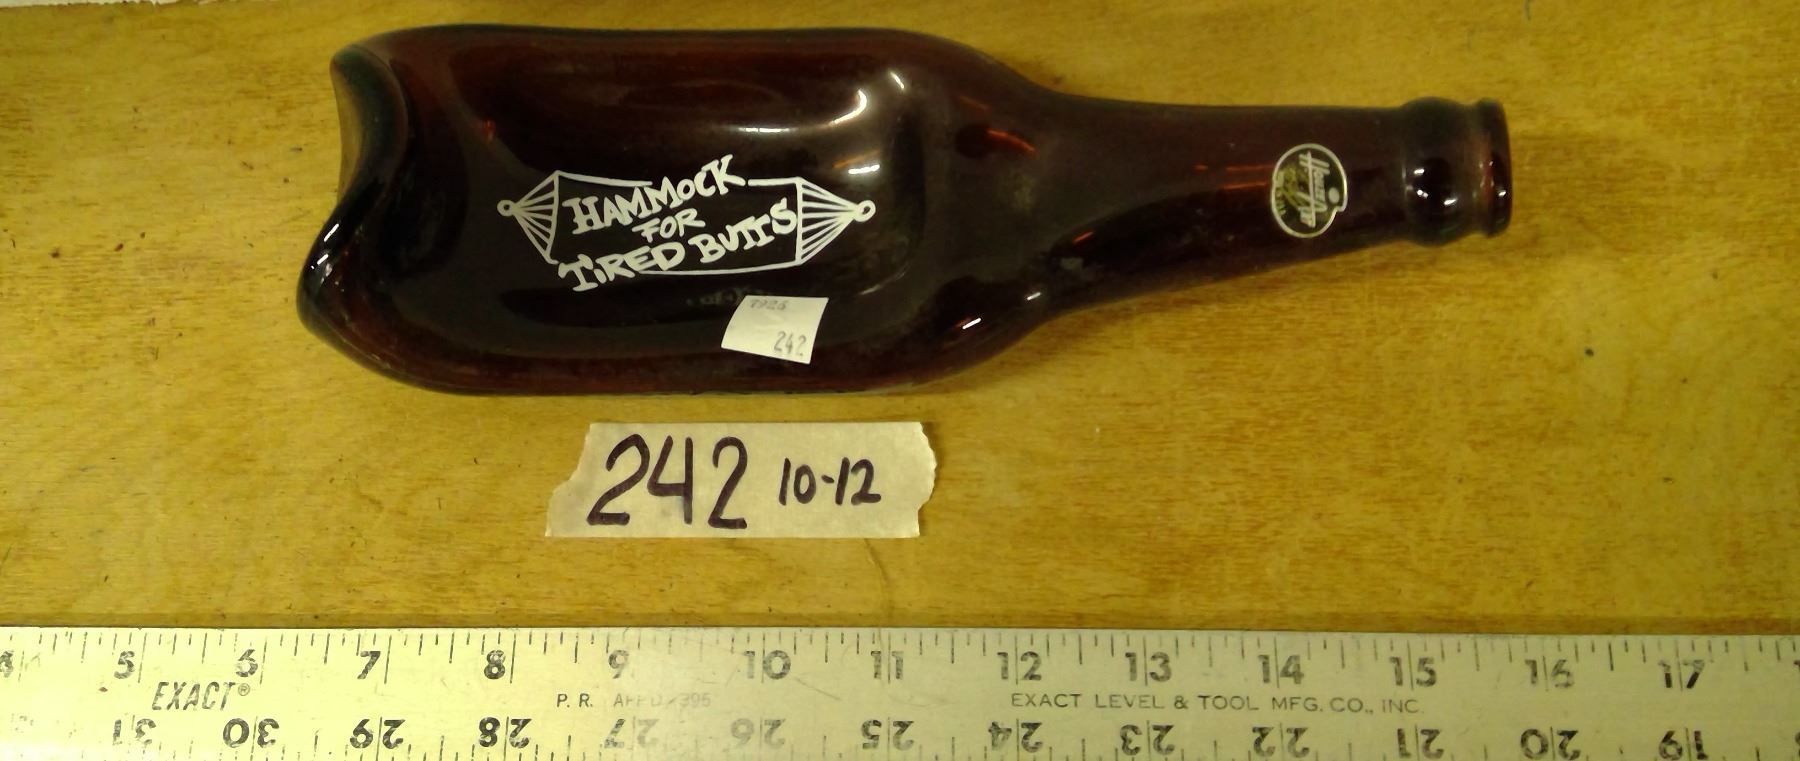 HAMMOCK
FOR
TIRED BUTTS
242
242 10-12
5 6 7 8 9 10 11 12 13 14 15 16 17
EXACT® P. R. EXACT LEVEL & TOOL MFG. CO., INC.
31 30 29 28 27 26 25 24 23 22 21 20 19